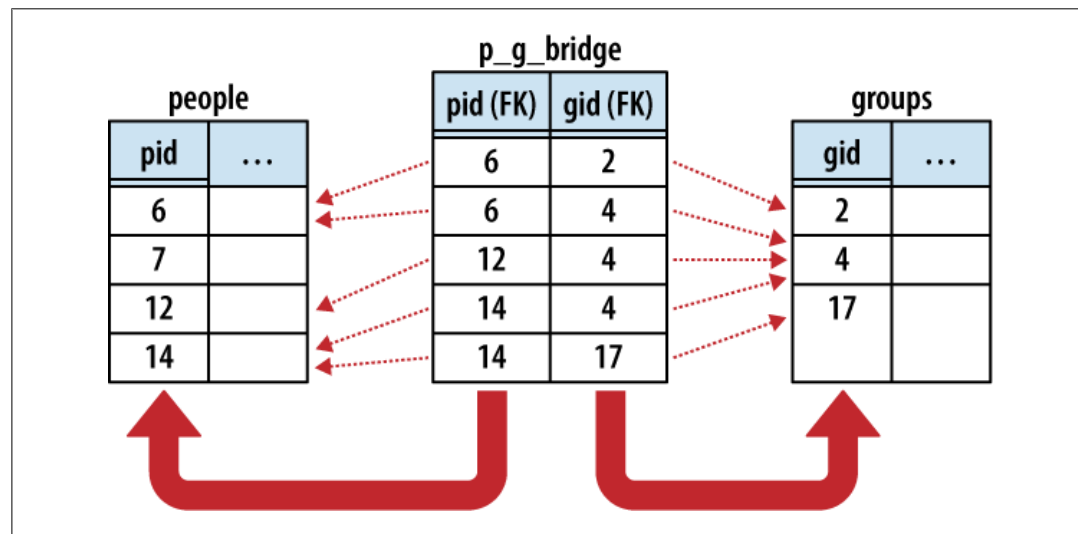 p_g_bridge
people
groups
pid (FK) gid (FK)
pid ...
gid ...
6 2
6 4
12 4
14 4
14 17
6
7
12
14
2
4
17